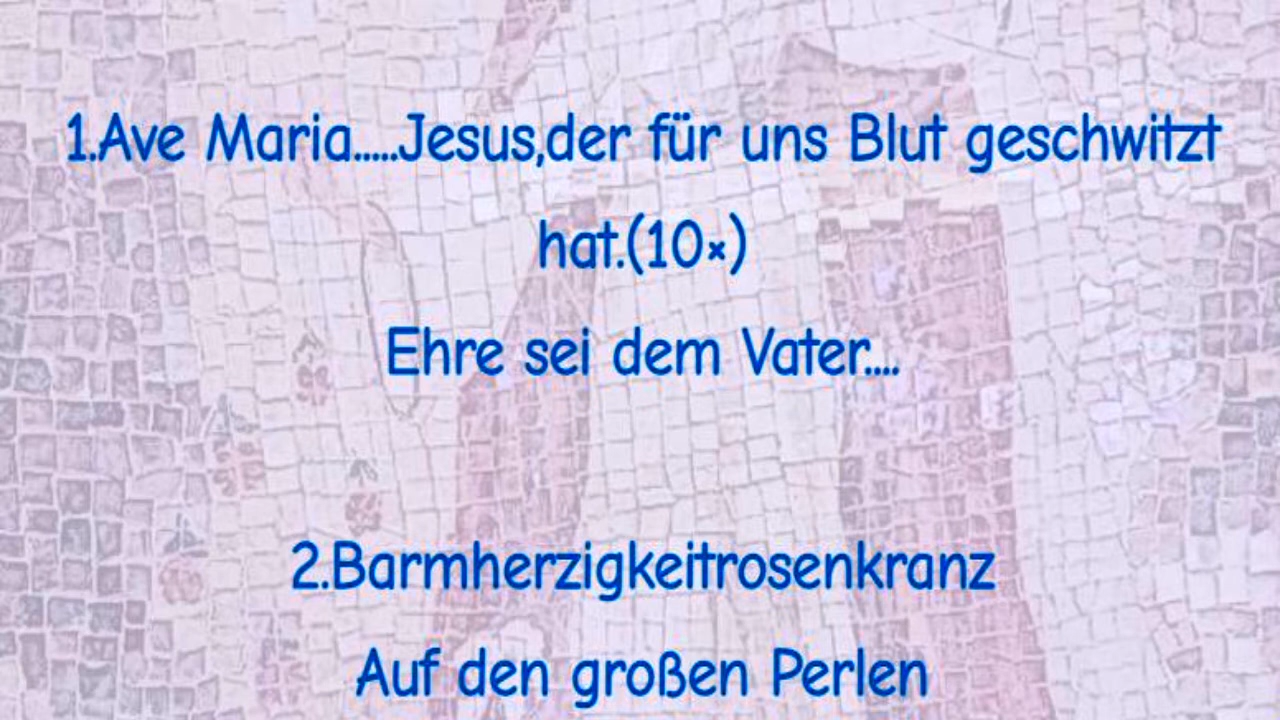 1.Ave Maria.....Jesus,der für uns Blut geschwitzt
hat.(10×)
Ehre sei dem Vater....
2.Barmherzigkeitrosenkranz
Auf den großen Perlen